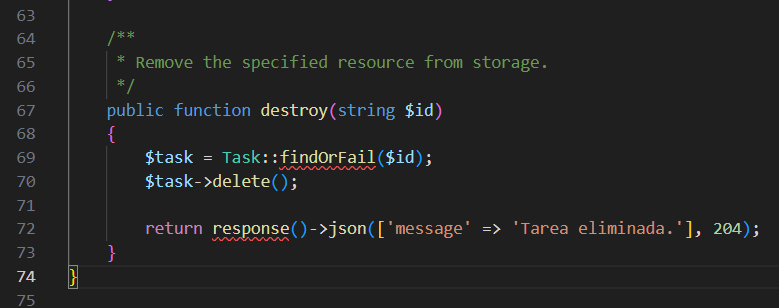 63
64 /**
65 * Remove the specified resource from storage.
66 */
67 public function destroy(string $id)
68 {
69 $task = Task::findOrFail($id);
70 $task->delete();
71
72 return response()->json(['message' => 'Tarea eliminada.'], 204);
73 }
74 }
75